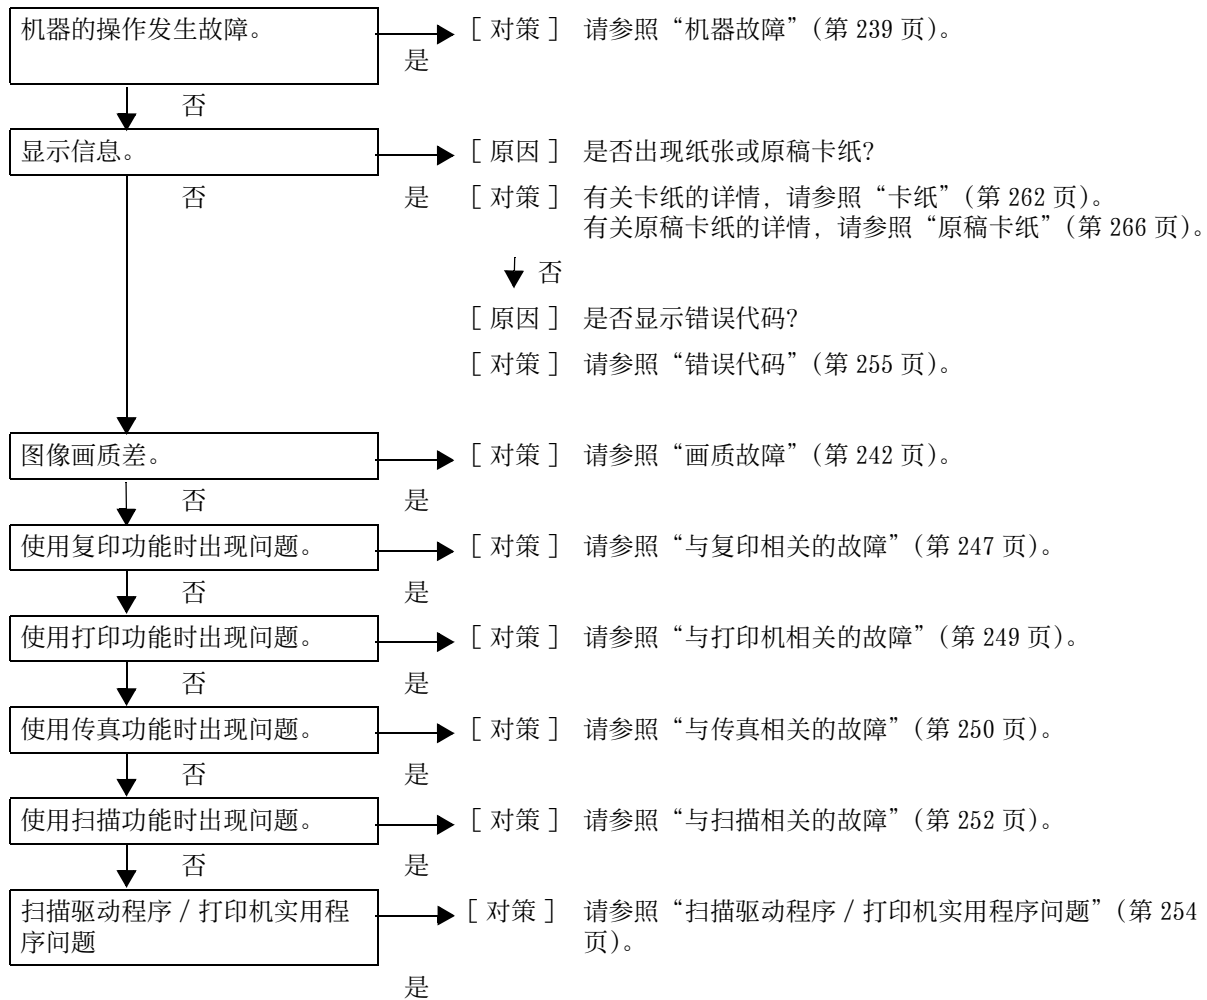 机器的操作发生故障。 [ 对策 ] 请参照“机器故障”(第 239 页)。
是
否
显示信息。 [ 原因 ] 是否出现纸张或原稿卡纸?
否 是 [ 对策 ] 有关卡纸的详情, 请参照“卡纸”(第 262 页)。
有关原稿卡纸的详情, 请参照“原稿卡纸”(第 266 页)。
否
[ 原因 ] 是否显示错误代码?
[ 对策 ] 请参照“错误代码”(第 255 页)。
图像画质差。 [ 对策 ] 请参照“画质故障”(第 242 页)。
否 是
使用复印功能时出现问题。 [ 对策 ] 请参照“与复印相关的故障”(第 247 页)。
否 是
使用打印功能时出现问题。 [ 对策 ] 请参照“与打印机相关的故障”(第 249 页)。
否 是
使用传真功能时出现问题。 [ 对策 ] 请参照“与传真相关的故障”(第 250 页)。
否 是
使用扫描功能时出现问题。 [ 对策 ] 请参照“与扫描相关的故障”(第 252 页)。
否 是
扫描驱动程序 / 打印机实用程 [ 对策 ] 请参照“扫描驱动程序 / 打印机实用程序问题”(第 254
序问题 页)。
是